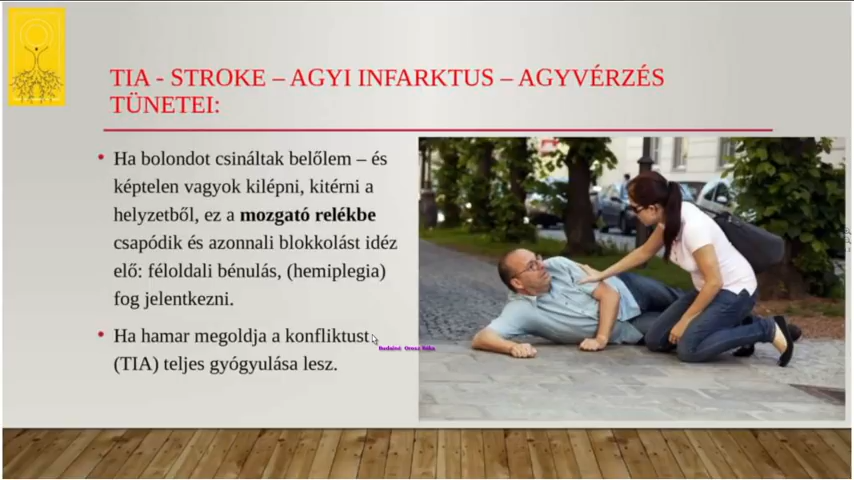 TIA - STROKE – AGYI INFARKTUS – AGYVÉRZÉS
TÜNETEI:
• Ha bolondot csináltak belőlem – és
képtelen vagyok kilépni, kitérni a
helyzetből, ez a mozgató relékbe
csapódik és azonnali blokkolást idéz
elő: féloldali bénulás, (hemiplegia)
fog jelentkezni.
• Ha hamar megoldja a konfliktust
(TIA) teljes gyógyulása lesz.